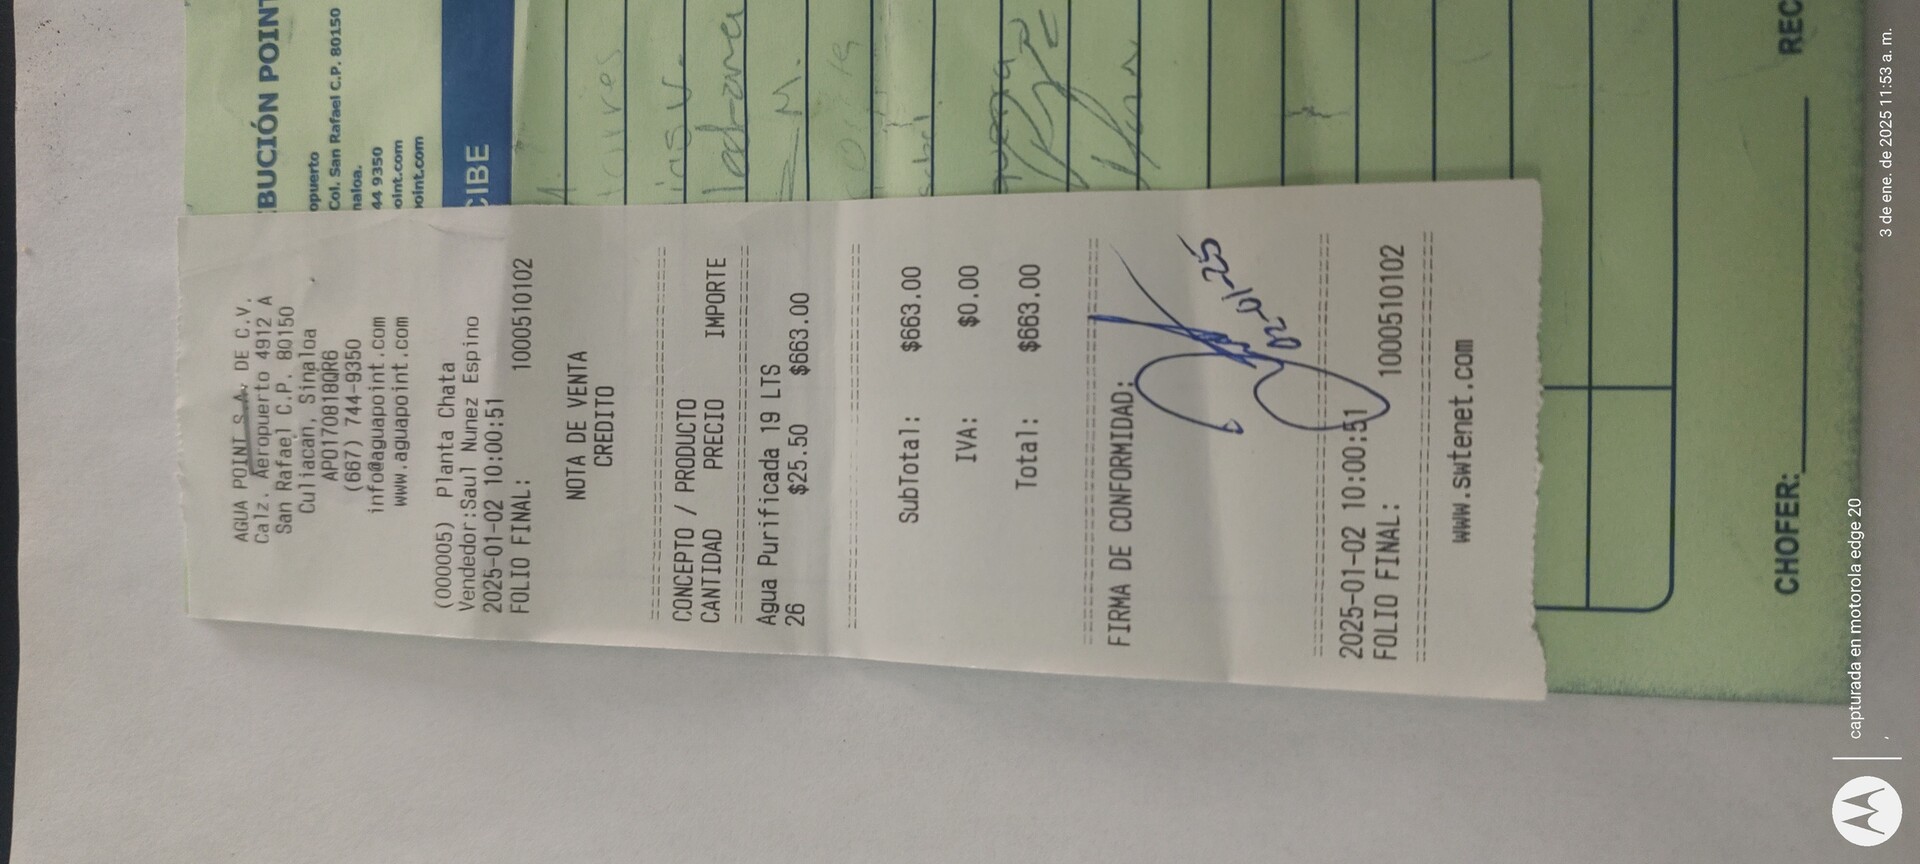 AGUA POINT S.A. DE C.V.
Calz. Aeropuerto 4912 A
San Rafael C.P. 80150
Culiacan, Sinaloa
APO170818QR6
(667) 744-9350
info@aguapoint.com
www.aguapoint.com
(000005) Planta Chata
Vendedor:Saul Nunez Espino
2025-01-02 10:00:51
FOLIO FINAL: 1000510102
NOTA DE VENTA
CREDITO
CONCEPTO / PRODUCTO
CANTIDAD PRECIO IMPORTE
Agua Purificada 19 LTS
26 $25.50 $663.00
SubTotal: $663.00
IVA: $0.00
Total: $663.00
FIRMA DE CONFORMIDAD:
02-01-25
2025-01-02 10:00:51
FOLIO FINAL: 1000510102
www.swtenet.com
BUCIÓN POINT
opuerto
Col. San Rafael C.P. 80150
naloa.
44 9350
oint.com
point.com
CIBE
CHOFER: REC
capturada en motorola edge 20
3 de ene. de 2025 11:53 a. m.